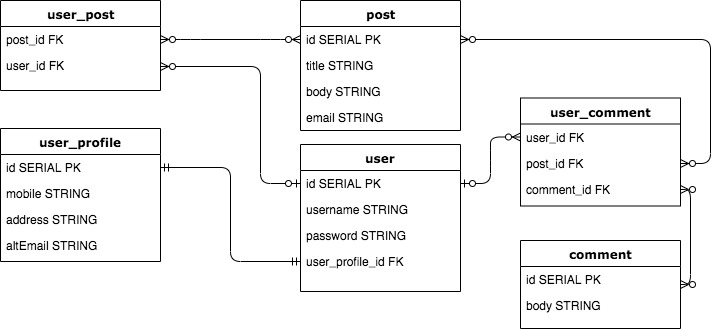 user_post
post_id FK
user_id FK
post
id SERIAL PK
title STRING
body STRING
email STRING
user_profile
id SERIAL PK
mobile STRING
address STRING
altEmail STRING
user
id SERIAL PK
username STRING
password STRING
user_profile_id FK
user_comment
user_id FK
post_id FK
comment_id FK
comment
id SERIAL PK
body STRING